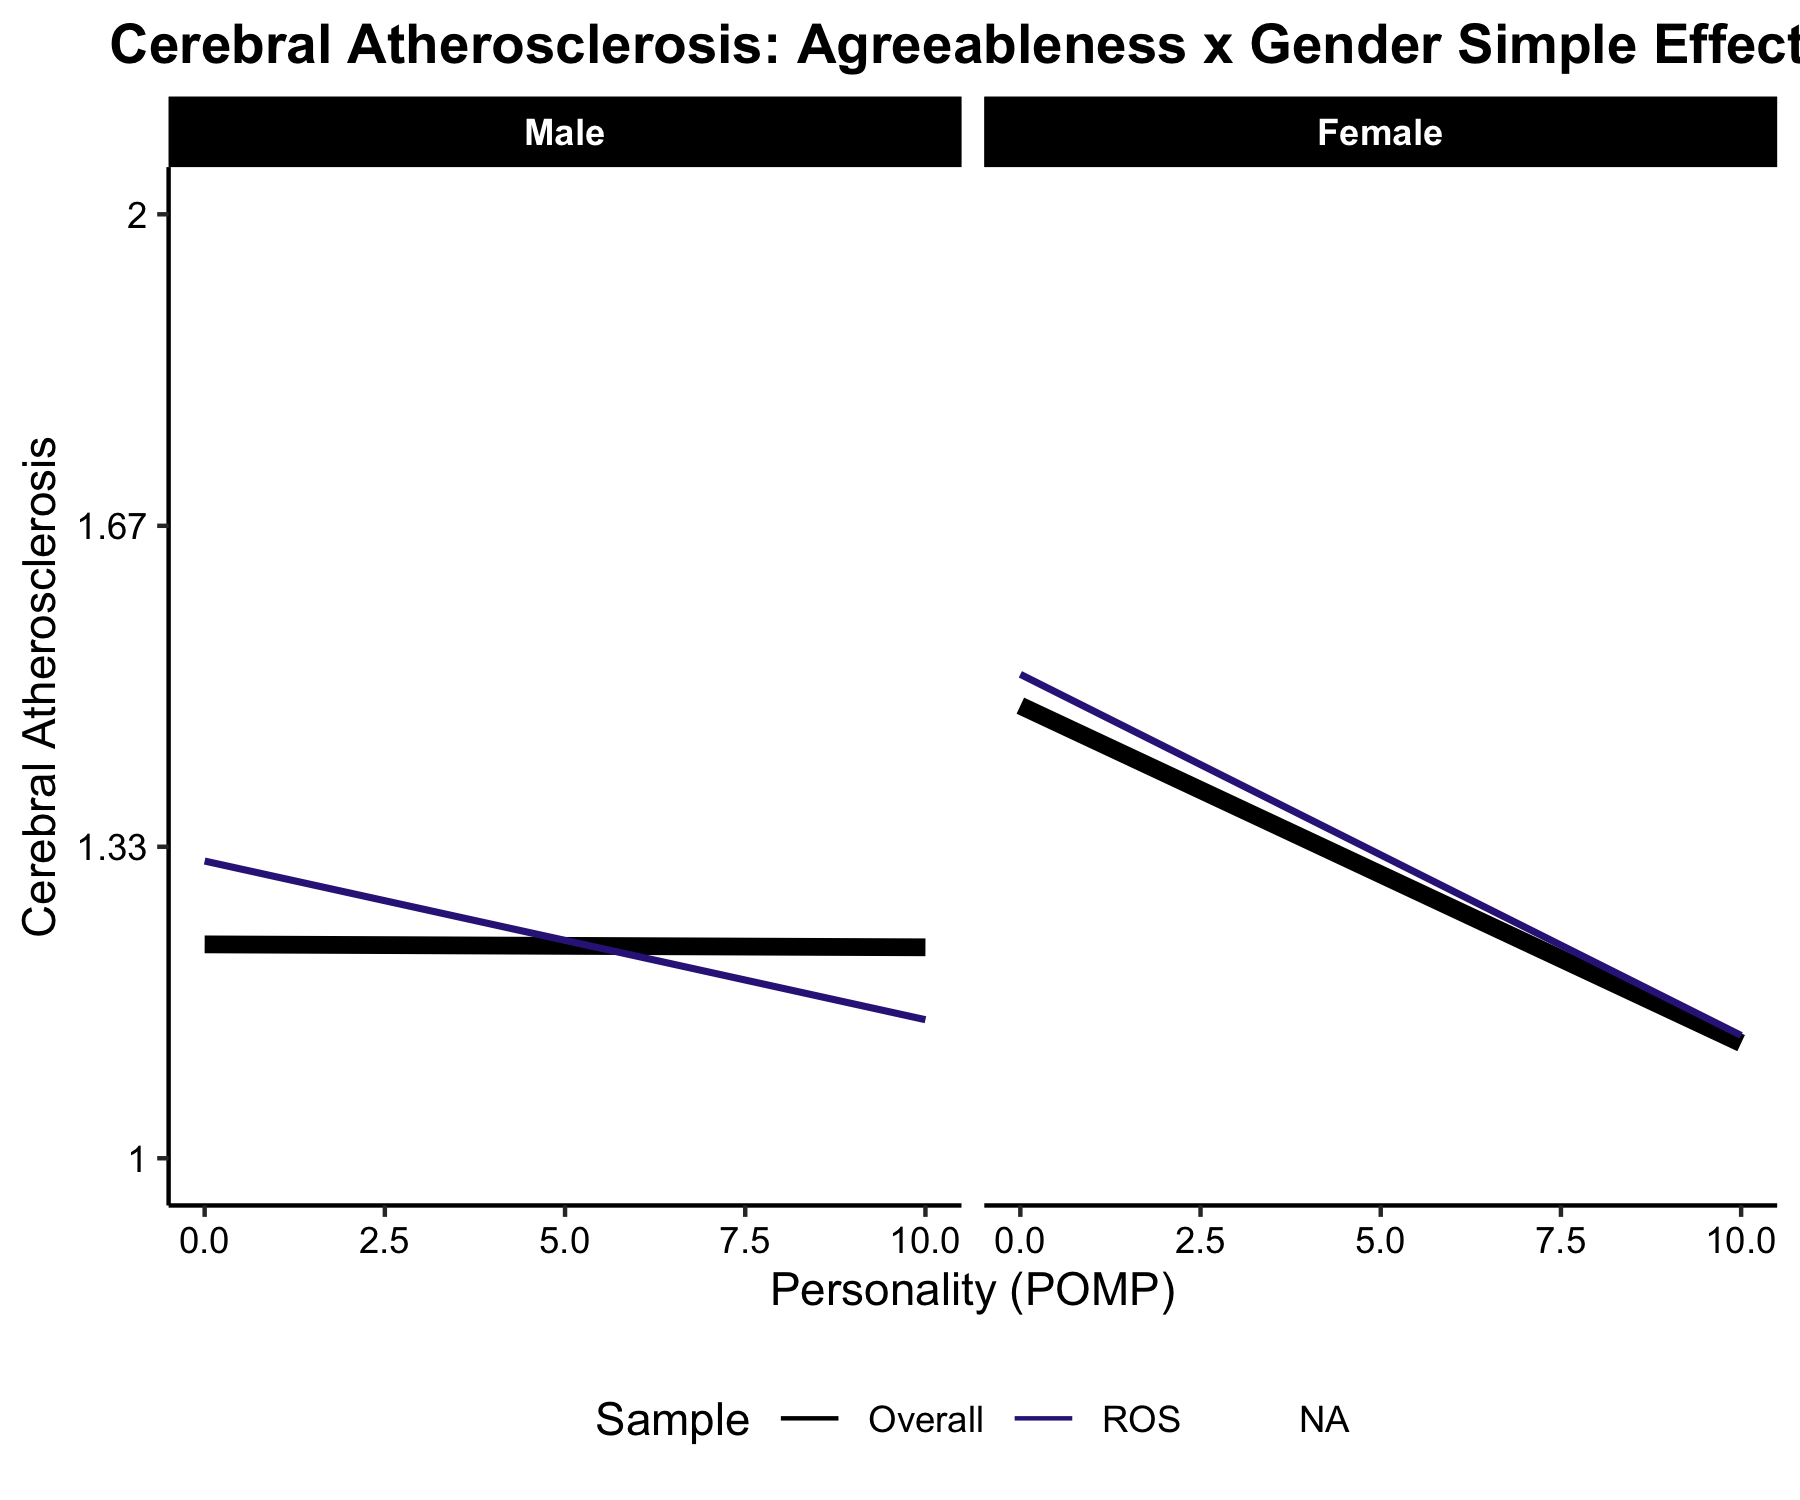 Cerebral Atherosclerosis: Agreeableness x Gender Simple Effect
Male
Female
Cerebral Atherosclerosis
2
1.67
1.33
1
0.0 2.5 5.0 7.5 10.0
0.0 2.5 5.0 7.5 10.0
Personality (POMP)
Sample Overall ROS NA